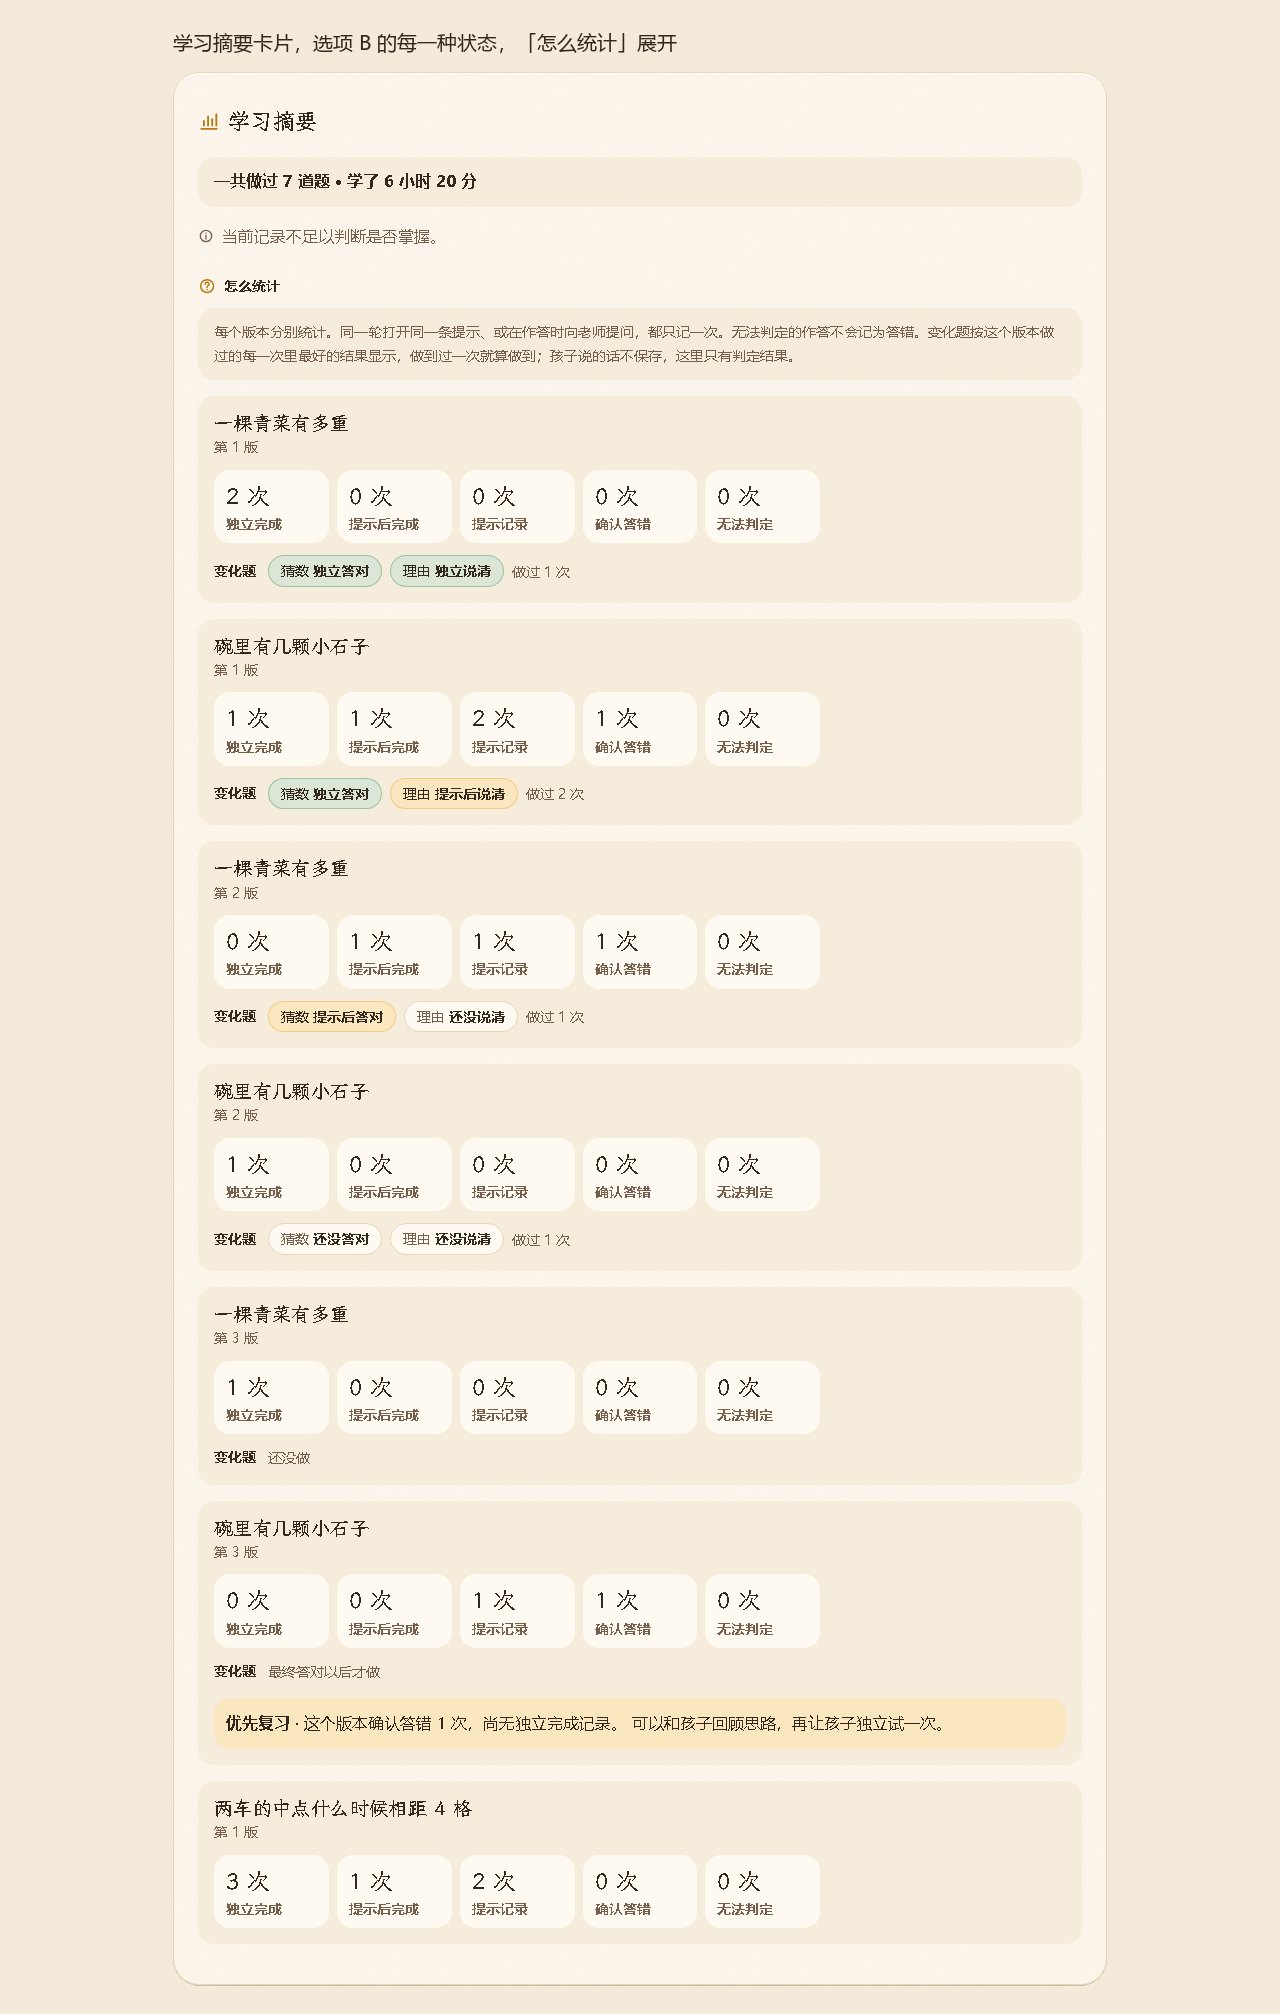 学习摘要卡片，选项 B 的每一种状态，「怎么统计」展开
学习摘要
一共做过 7 道题 • 学了 6 小时 20 分
当前记录不足以判断是否掌握。
怎么统计
每个版本分别统计。同一轮打开同一条提示、或在作答时向老师提问，都只记一次。无法判定的作答不会记为答错。变化题按这个版本做
过的每一次里最好的结果显示，做到过一次就算做到；孩子说的话不保存，这里只有判定结果。
一棵青菜有多重
第 1 版
2 次 0 次 0 次 0 次 0 次
独立完成 提示后完成 提示记录 确认答错 无法判定
变化题 猜数 独立答对 理由 独立说清 做过 1 次
碗里有几颗小石子
第 1 版
1 次 1 次 2 次 1 次 0 次
独立完成 提示后完成 提示记录 确认答错 无法判定
变化题 猜数 独立答对 理由 提示后说清 做过 2 次
一棵青菜有多重
第 2 版
0 次 1 次 1 次 1 次 0 次
独立完成 提示后完成 提示记录 确认答错 无法判定
变化题 猜数 提示后答对 理由 还没说清 做过 1 次
碗里有几颗小石子
第 2 版
1 次 0 次 0 次 0 次 0 次
独立完成 提示后完成 提示记录 确认答错 无法判定
变化题 猜数 还没答对 理由 还没说清 做过 1 次
一棵青菜有多重
第 3 版
1 次 0 次 0 次 0 次 0 次
独立完成 提示后完成 提示记录 确认答错 无法判定
变化题 还没做
碗里有几颗小石子
第 3 版
0 次 0 次 1 次 1 次 0 次
独立完成 提示后完成 提示记录 确认答错 无法判定
变化题 最终答对以后才做
优先复习 · 这个版本确认答错 1 次，尚无独立完成记录。 可以和孩子回顾思路，再让孩子独立试一次。
两车的中点什么时候相距 4 格
第 1 版
3 次 1 次 2 次 0 次 0 次
独立完成 提示后完成 提示记录 确认答错 无法判定